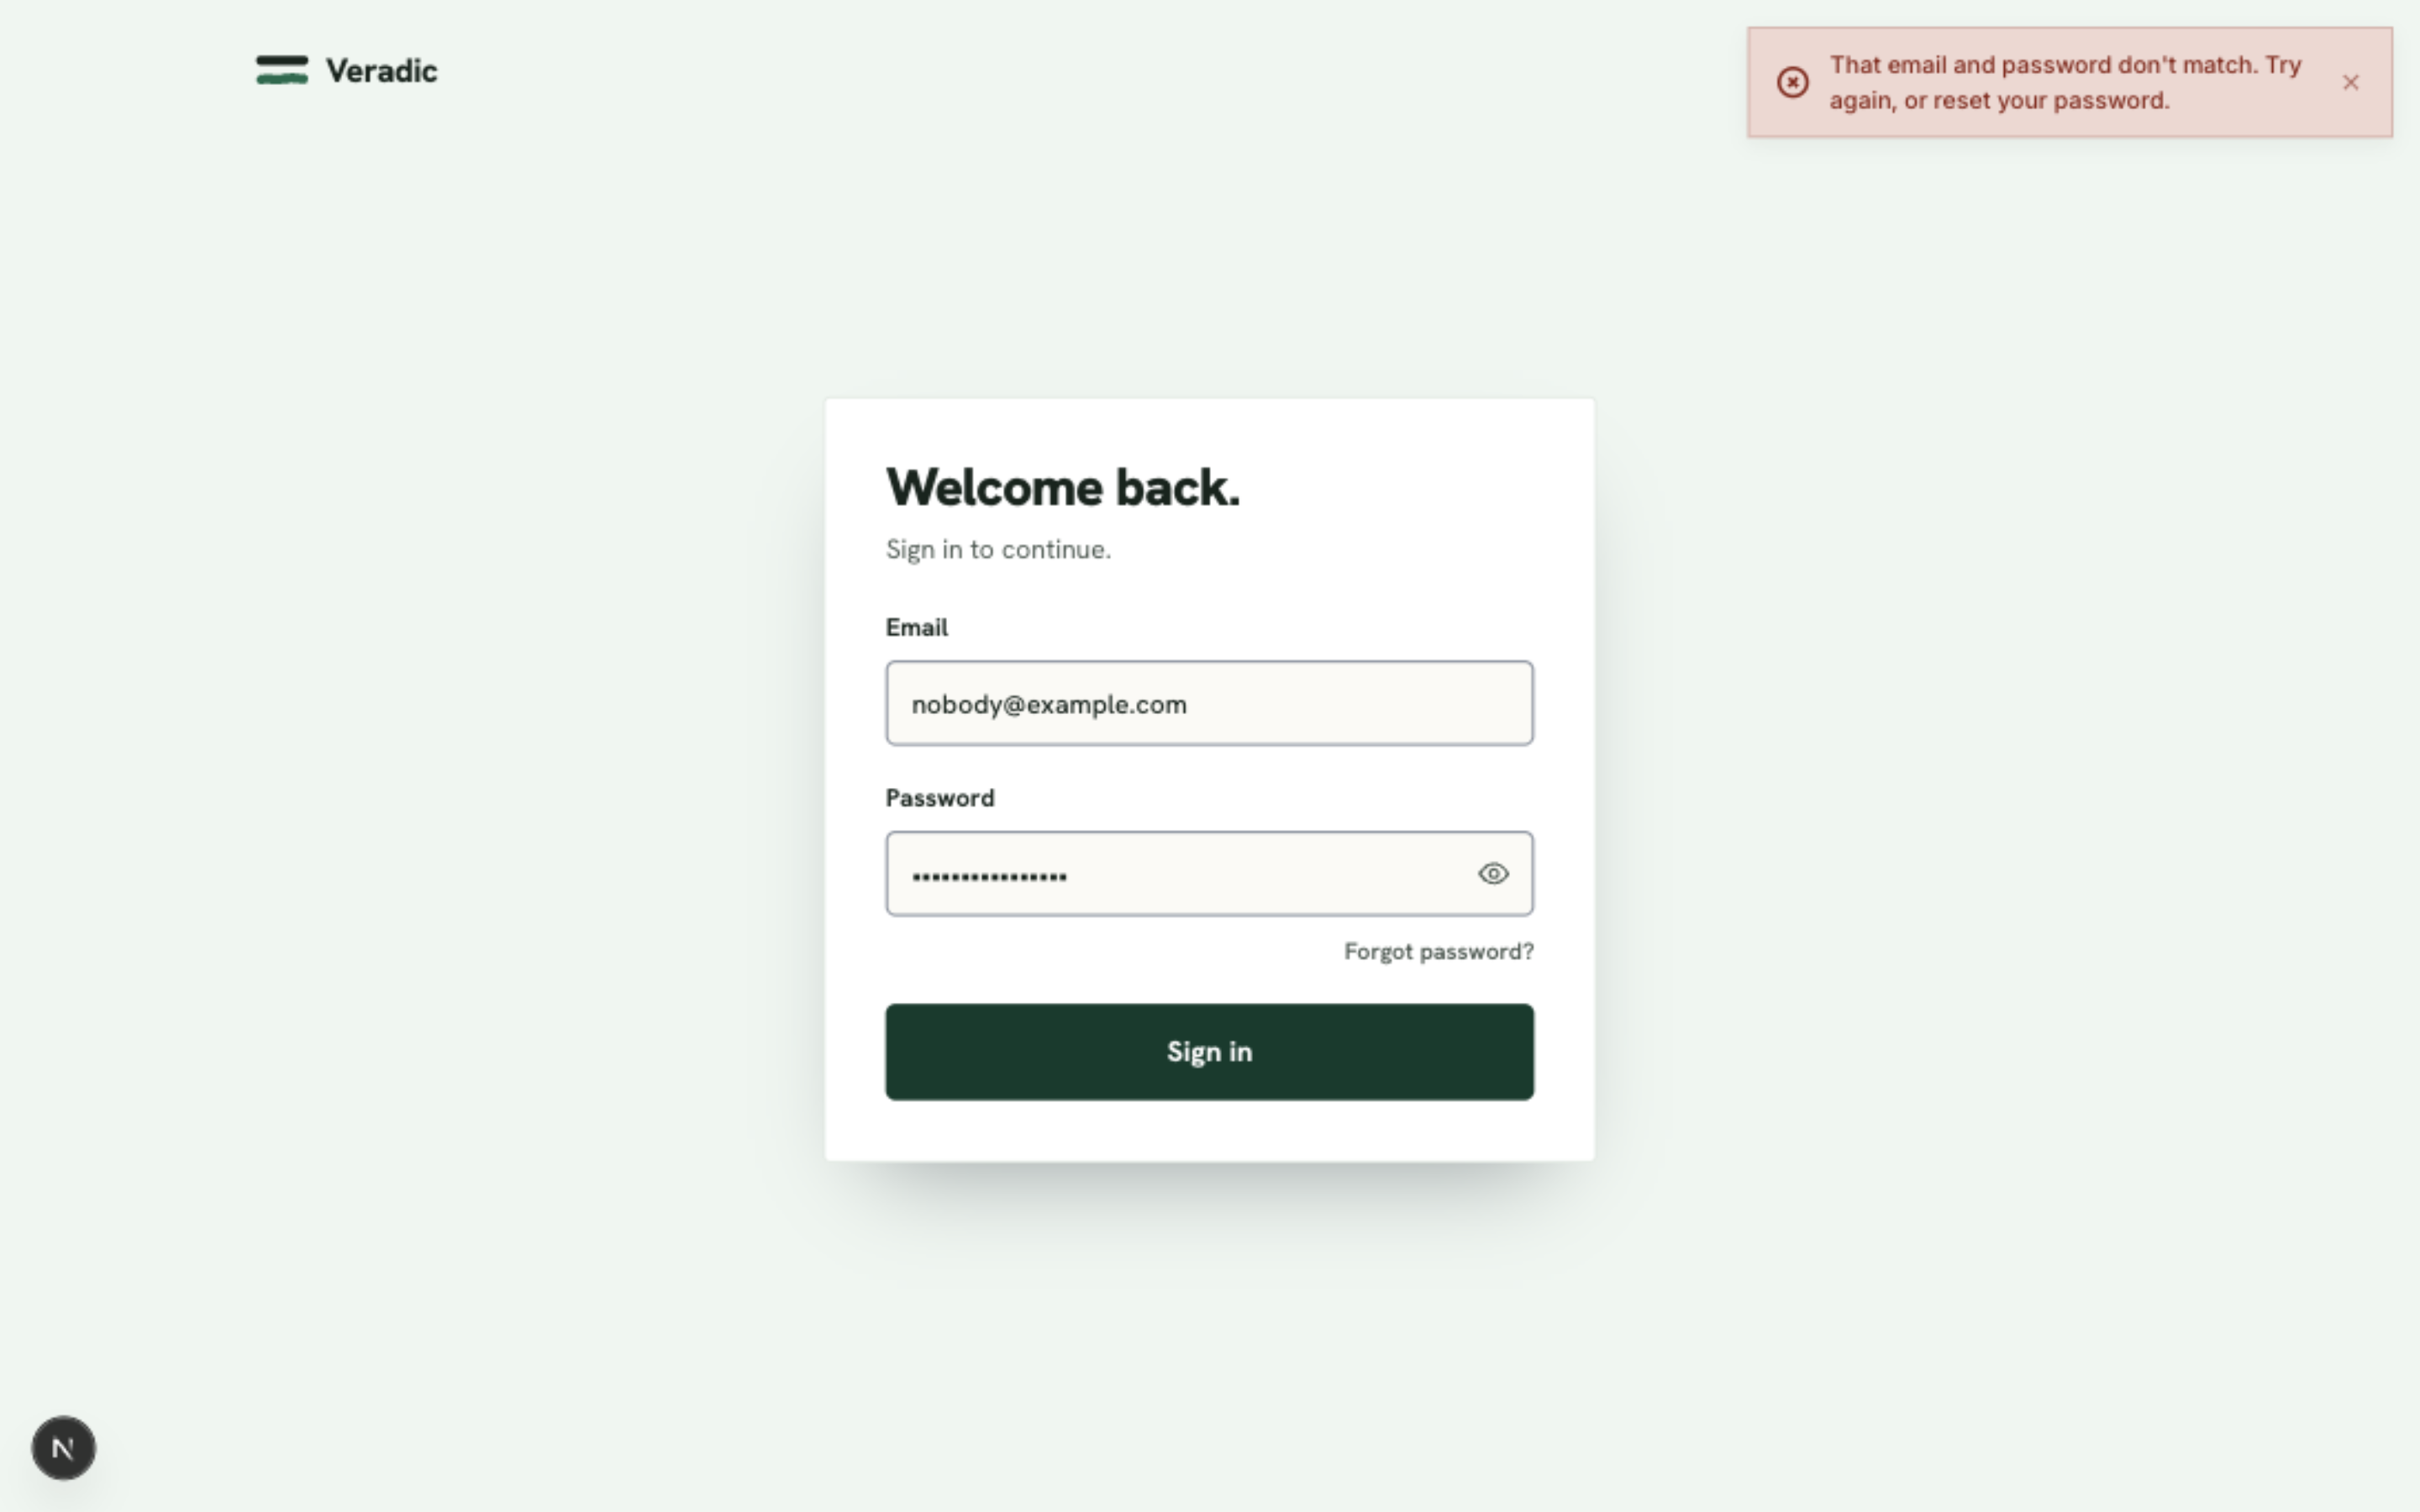 Veradic
That email and password don't match. Try
again, or reset your password.
Welcome back.
Sign in to continue.
Email
nobody@example.com
Password
••••••••••••••••
Forgot password?
Sign in
N